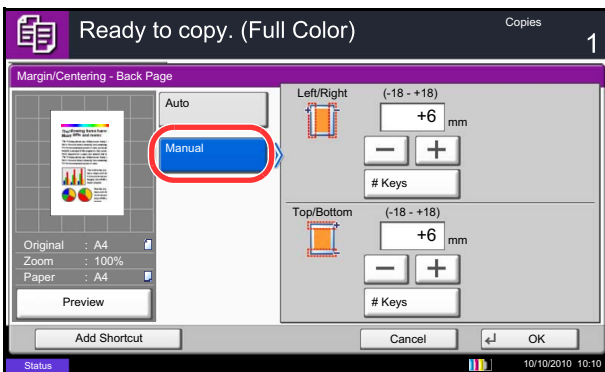 Ready to copy. (Full Color)
Copies
1
Margin/Centering - Back Page
Auto
Manual
Left/Right
(-18 - +18)
+6 mm
# Keys
Top/Bottom
(-18 - +18)
+6 mm
# Keys
Original : A4
Zoom : 100%
Paper : A4
Preview
Add Shortcut
Cancel
OK
Status
10/10/2010 10:10